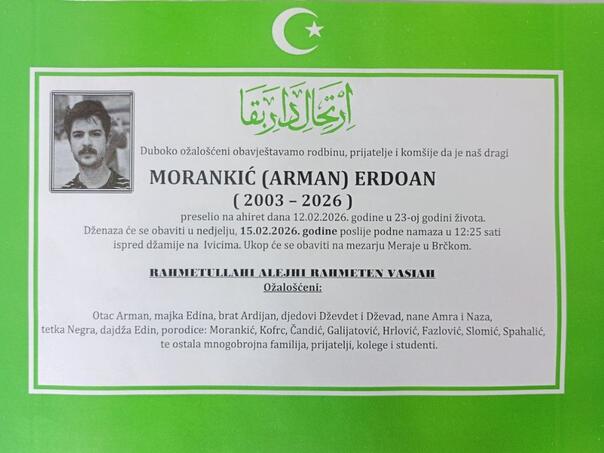 ارتحال دار بقا
Duboko ožalošćeni obavještavamo rodbinu, prijatelje i komšije da je naš dragi
MORANKIĆ (ARMAN) ERDOAN
( 2003 – 2026 )
preselio na ahiret dana 12.02.2026. godine u 23-oj godini života.
Dženaza će se obaviti u nedjelju, 15.02.2026. godine poslije podne namaza u 12:25 sati
ispred džamije na Ivicima. Ukop će se obaviti na mezarju Meraje u Brčkom.
RAHMETULLAHI ALEJHI RAHMETEN VASIAH
Ožalošćeni:
Otac Arman, majka Edina, brat Ardijan, djedovi Dževdet i Dževad, nane Amra i Naza,
tetka Negra, dajdža Edin, porodice: Morankić, Kofrc, Čandić, Galijatović, Hrlović, Fazlović, Slomić, Spahalić,
te ostala mnogobrojna familija, prijatelji, kolege i studenti.